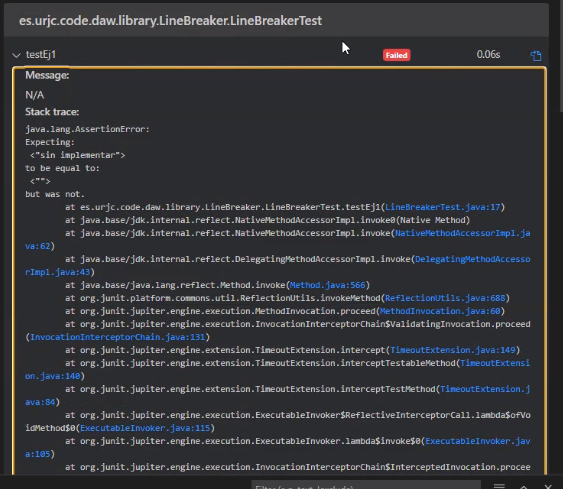 es.urjc.code.daw.library.LineBreaker.LineBreakerTest
testEj1 Failed 0.06s
Message:
N/A
Stack trace:
java.lang.AssertionError:
Expecting:
<"sin implementar">
to be equal to:
<"">
but was not.
at es.urjc.code.daw.library.LineBreaker.LineBreakerTest.testEj1(LineBreakerTest.java:17)
at java.base/jdk.internal.reflect.NativeMethodAccessorImpl.invoke0(Native Method)
at java.base/jdk.internal.reflect.NativeMethodAccessorImpl.invoke(NativeMethodAccessorImpl.ja
va:62)
at java.base/jdk.internal.reflect.DelegatingMethodAccessorImpl.invoke(DelegatingMethodAccesso
rImpl.java:43)
at java.base/java.lang.reflect.Method.invoke(Method.java:566)
at org.junit.platform.commons.util.ReflectionUtils.invokeMethod(ReflectionUtils.java:688)
at org.junit.jupiter.engine.execution.MethodInvocation.proceed(MethodInvocation.java:60)
at org.junit.jupiter.engine.execution.InvocationInterceptorChain$ValidatingInvocation.proceed
(InvocationInterceptorChain.java:131)
at org.junit.jupiter.engine.extension.TimeoutExtension.intercept(TimeoutExtension.java:149)
at org.junit.jupiter.engine.extension.TimeoutExtension.interceptTestableMethod(TimeoutExtensi
on.java:140)
at org.junit.jupiter.engine.extension.TimeoutExtension.interceptTestMethod(TimeoutExtension.j
ava:84)
at org.junit.jupiter.engine.execution.ExecutableInvoker$ReflectiveInterceptorCall.lambda$ofVo
idMethod$0(ExecutableInvoker.java:115)
at org.junit.jupiter.engine.execution.ExecutableInvoker.lambda$invoke$0(ExecutableInvoker.jav
a:105)
at org.junit.jupiter.engine.execution.InvocationInterceptorChain$InterceptedInvocation.procee